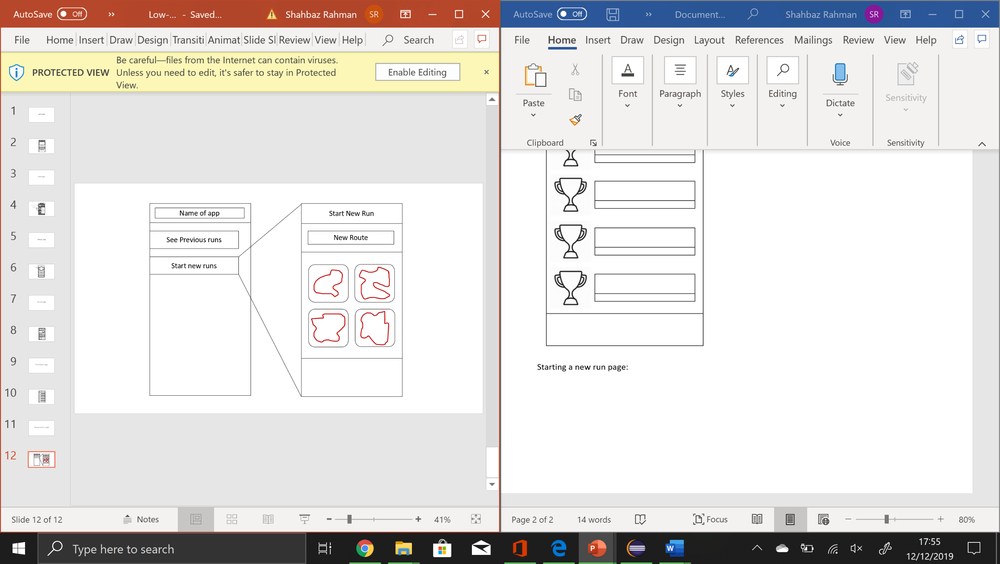 AutoSave Off » Low-... - Saved... Shahbaz Rahman SR
File Home Insert Draw Design Transiti Animat Slide Sl Review View Help Search
PROTECTED VIEW Be careful—files from the Internet can contain viruses.
Unless you need to edit, it's safer to stay in Protected
View.
Enable Editing
1
2
3
4
5
6
7
8
9
10
11
12
Name of app
See Previous runs
Start new runs
Start New Run
New Route
Slide 12 of 12 Notes 41%
AutoSave Off » Document... Shahbaz Rahman SR
File Home Insert Draw Design Layout References Mailings Review View Help
Paste Font Paragraph Styles Editing Dictate Sensitivity
Clipboard Voice Sensitivity
Starting a new run page:
Page 2 of 2 14 words Focus 80%
Type here to search
17:55
12/12/2019